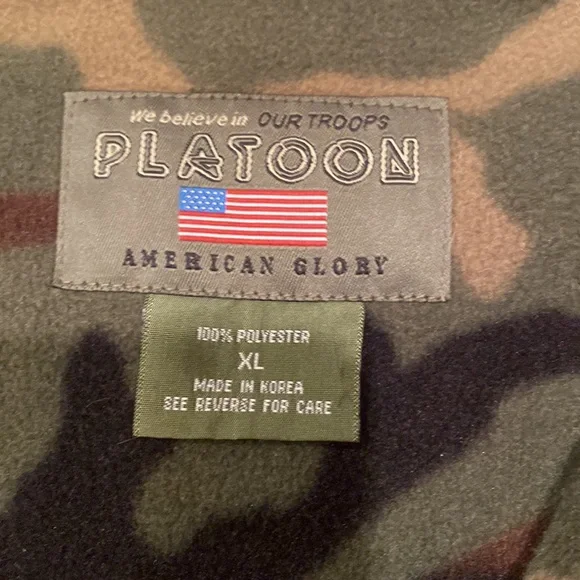 We believe in OUR TROOPS
PLATOON
AMERICAN GLORY
100% POLYESTER
XL
MADE IN KOREA
SEE REVERSE FOR CARE